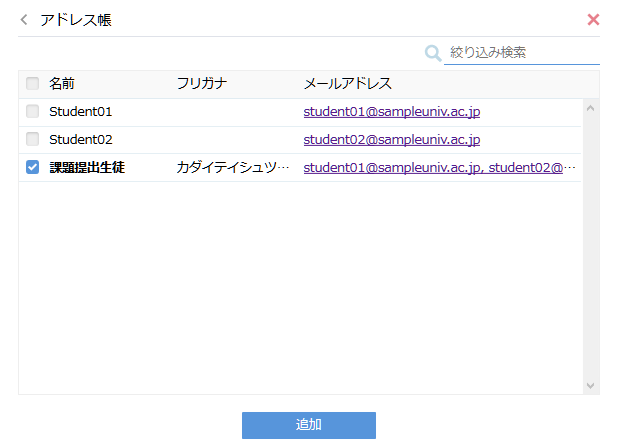 アドレス帳
絞り込み検索
名前 フリガナ メールアドレス
Student01 student01@sampleuniv.ac.jp
Student02 student02@sampleuniv.ac.jp
課題提出生徒 カダイテイシュツ… student01@sampleuniv.ac.jp, student02@…
追加